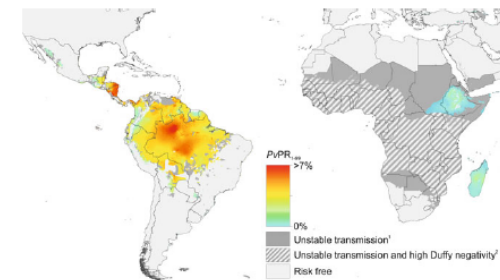 PvPR1-99
>7%
0%
Unstable transmission¹
Unstable transmission and high Duffy negativity²
Risk free